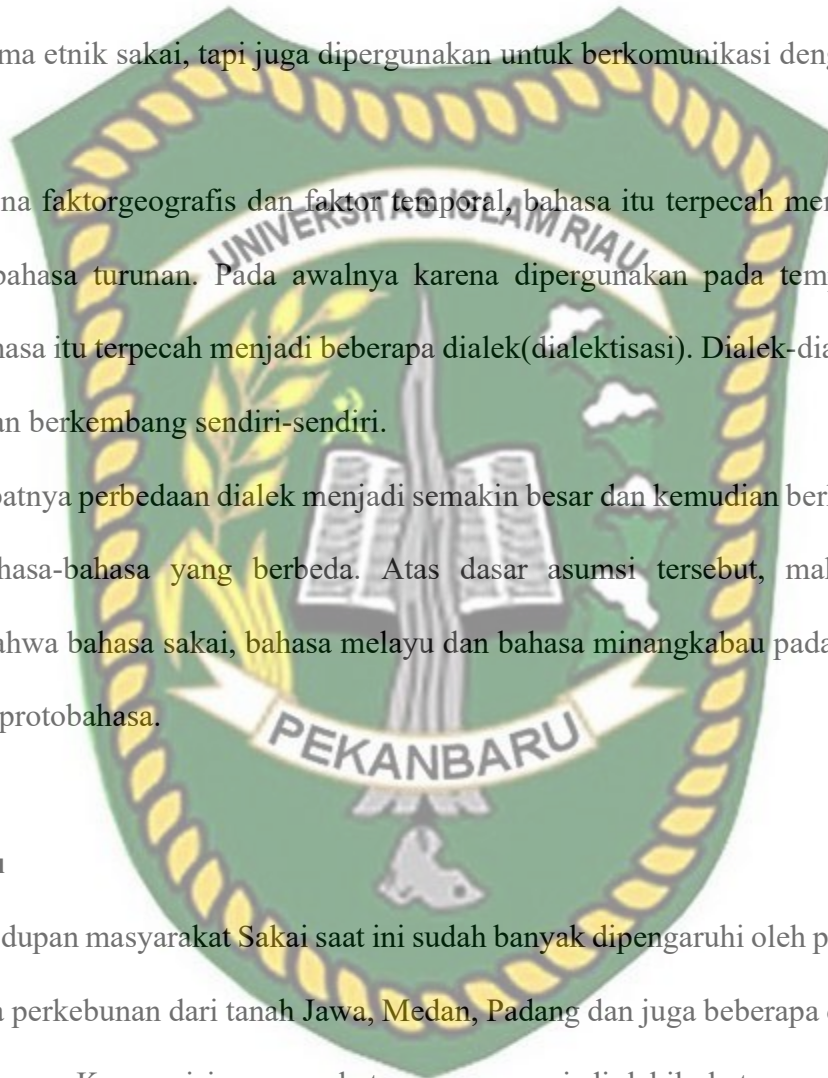 ma etnik sakai, tapi juga dipergunakan untuk berkomunikasi deng
na faktorgeografis dan faktor temporal, bahasa itu terpecah men
UNIVERSITAS ISLAM RIAU
bahasa turunan. Pada awalnya karena dipergunakan pada tem
asa itu terpecah menjadi beberapa dialek(dialektisasi). Dialek-dia
an berkembang sendiri-sendiri.
patnya perbedaan dialek menjadi semakin besar dan kemudian ber
hasa-bahasa yang berbeda. Atas dasar asumsi tersebut, mal
ahwa bahasa sakai, bahasa melayu dan bahasa minangkabau pada
protobahasa.
PEKANBARU
dupan masyarakat Sakai saat ini sudah banyak dipengaruhi oleh p
a perkebunan dari tanah Jawa, Medan, Padang dan juga beberapa